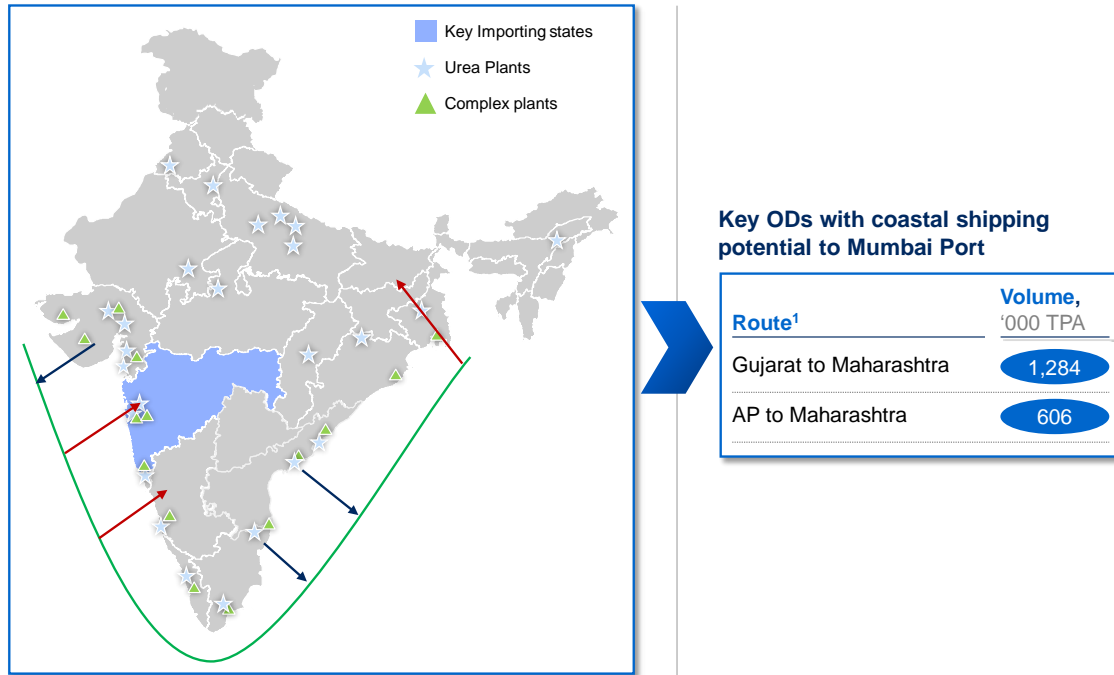 Key Importing states
Urea Plants
Complex plants
Key ODs with coastal shipping
potential to Mumbai Port
Volume,
Route1
‘000 TPA
Gujarat to Maharashtra
1,284
AP to Maharashtra
606